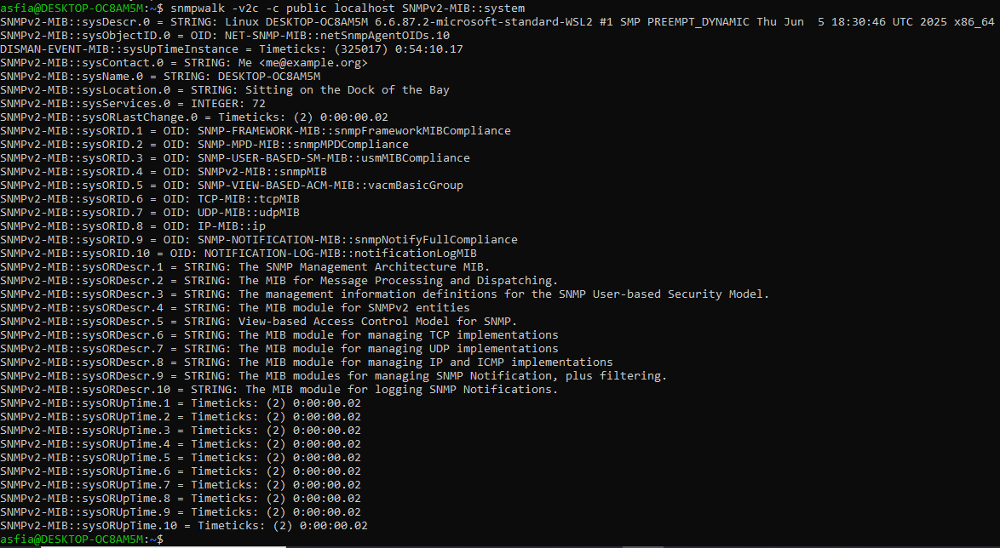 asfia@DESKTOP-OC8AM5M:~$ snmpwalk -v2c -c public localhost SNMPv2-MIB::system
SNMPv2-MIB::sysDescr.0 = STRING: Linux DESKTOP-OC8AM5M 6.6.87.2-microsoft-standard-WSL2 #1 SMP PREEMPT_DYNAMIC Thu Jun  5 18:30:46 UTC 2025 x86_64
SNMPv2-MIB::sysObjectID.0 = OID: NET-SNMP-MIB::netSnmpAgentOIDs.10
DISMAN-EVENT-MIB::sysUpTimeInstance = Timeticks: (325017) 0:54:10.17
SNMPv2-MIB::sysContact.0 = STRING: Me <me@example.org>
SNMPv2-MIB::sysName.0 = STRING: DESKTOP-OC8AM5M
SNMPv2-MIB::sysLocation.0 = STRING: Sitting on the Dock of the Bay
SNMPv2-MIB::sysServices.0 = INTEGER: 72
SNMPv2-MIB::sysORLastChange.0 = Timeticks: (2) 0:00:00.02
SNMPv2-MIB::sysORID.1 = OID: SNMP-FRAMEWORK-MIB::snmpFrameworkMIBCompliance
SNMPv2-MIB::sysORID.2 = OID: SNMP-MPD-MIB::snmpMPDCompliance
SNMPv2-MIB::sysORID.3 = OID: SNMP-USER-BASED-SM-MIB::usmMIBCompliance
SNMPv2-MIB::sysORID.4 = OID: SNMPv2-MIB::snmpMIB
SNMPv2-MIB::sysORID.5 = OID: SNMP-VIEW-BASED-ACM-MIB::vacmBasicGroup
SNMPv2-MIB::sysORID.6 = OID: TCP-MIB::tcpMIB
SNMPv2-MIB::sysORID.7 = OID: UDP-MIB::udpMIB
SNMPv2-MIB::sysORID.8 = OID: IP-MIB::ip
SNMPv2-MIB::sysORID.9 = OID: SNMP-NOTIFICATION-MIB::snmpNotifyFullCompliance
SNMPv2-MIB::sysORID.10 = OID: NOTIFICATION-LOG-MIB::notificationLogMIB
SNMPv2-MIB::sysORDescr.1 = STRING: The SNMP Management Architecture MIB.
SNMPv2-MIB::sysORDescr.2 = STRING: The MIB for Message Processing and Dispatching.
SNMPv2-MIB::sysORDescr.3 = STRING: The management information definitions for the SNMP User-based Security Model.
SNMPv2-MIB::sysORDescr.4 = STRING: The MIB module for SNMPv2 entities
SNMPv2-MIB::sysORDescr.5 = STRING: View-based Access Control Model for SNMP.
SNMPv2-MIB::sysORDescr.6 = STRING: The MIB module for managing TCP implementations
SNMPv2-MIB::sysORDescr.7 = STRING: The MIB module for managing UDP implementations
SNMPv2-MIB::sysORDescr.8 = STRING: The MIB module for managing IP and ICMP implementations
SNMPv2-MIB::sysORDescr.9 = STRING: The MIB modules for managing SNMP Notification, plus filtering.
SNMPv2-MIB::sysORDescr.10 = STRING: The MIB module for logging SNMP Notifications.
SNMPv2-MIB::sysORUpTime.1 = Timeticks: (2) 0:00:00.02
SNMPv2-MIB::sysORUpTime.2 = Timeticks: (2) 0:00:00.02
SNMPv2-MIB::sysORUpTime.3 = Timeticks: (2) 0:00:00.02
SNMPv2-MIB::sysORUpTime.4 = Timeticks: (2) 0:00:00.02
SNMPv2-MIB::sysORUpTime.5 = Timeticks: (2) 0:00:00.02
SNMPv2-MIB::sysORUpTime.6 = Timeticks: (2) 0:00:00.02
SNMPv2-MIB::sysORUpTime.7 = Timeticks: (2) 0:00:00.02
SNMPv2-MIB::sysORUpTime.8 = Timeticks: (2) 0:00:00.02
SNMPv2-MIB::sysORUpTime.9 = Timeticks: (2) 0:00:00.02
SNMPv2-MIB::sysORUpTime.10 = Timeticks: (2) 0:00:00.02
asfia@DESKTOP-OC8AM5M:~$